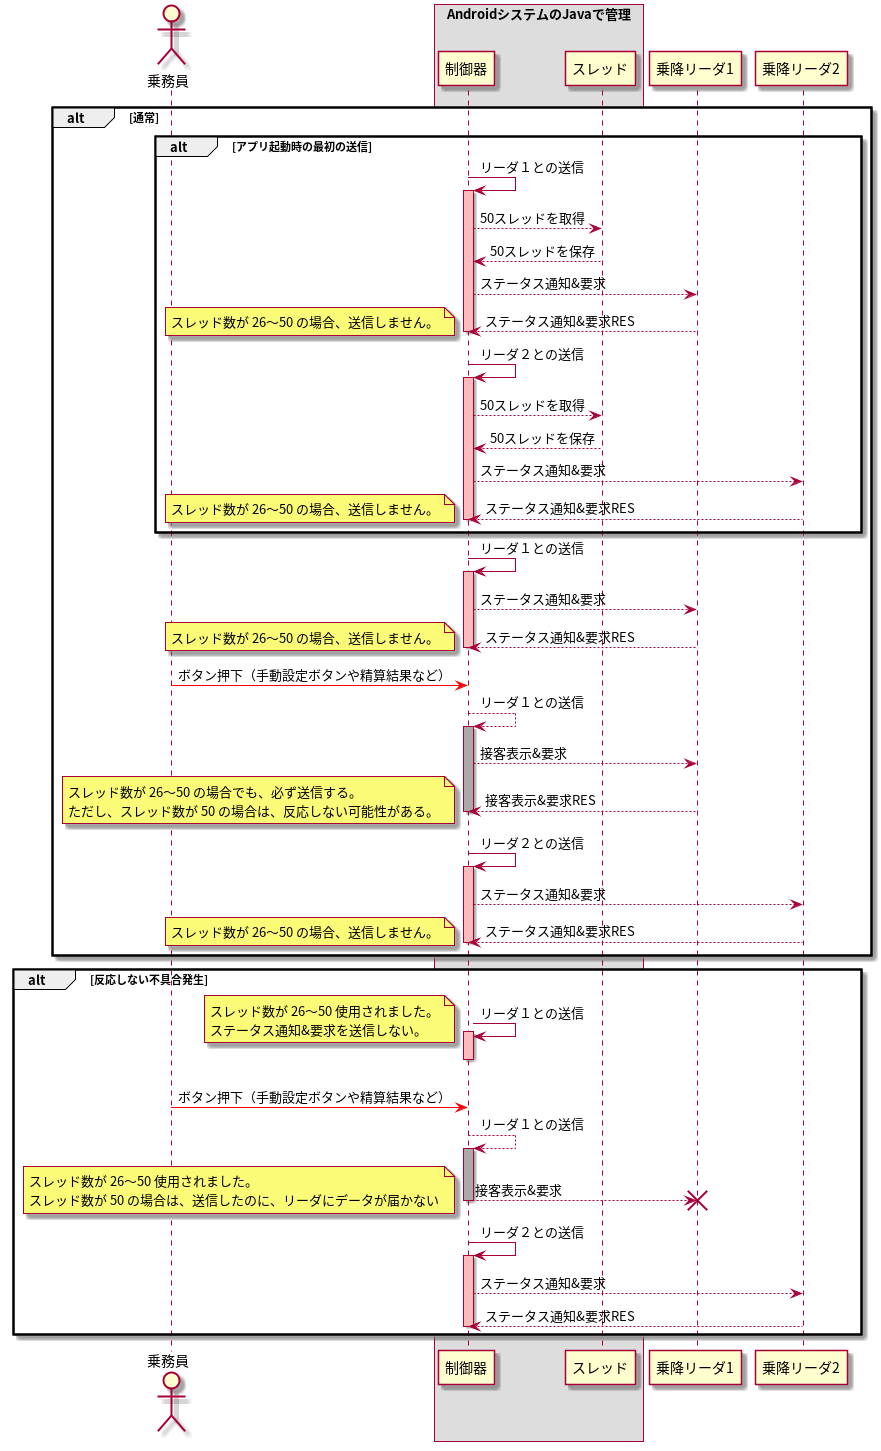 AndroidシステムのJavaで管理
乗務員
制御器
スレッド
乗降リーダ1
乗降リーダ2
alt
[通常]
alt
[アプリ起動時の最初の送信]
リーダ１との送信
50スレッドを取得
50スレッドを保存
ステータス通知&要求
スレッド数が 26～50 の場合、送信しません。
ステータス通知&要求RES
リーダ２との送信
50スレッドを取得
50スレッドを保存
ステータス通知&要求
スレッド数が 26～50 の場合、送信しません。
ステータス通知&要求RES
リーダ１との送信
ステータス通知&要求
スレッド数が 26～50 の場合、送信しません。
ステータス通知&要求RES
ボタン押下（手動設定ボタンや精算結果など）
リーダ１との送信
接客表示&要求
スレッド数が 26～50 の場合でも、必ず送信する。
ただし、スレッド数が 50 の場合は、反応しない可能性がある。
接客表示&要求RES
リーダ２との送信
ステータス通知&要求
スレッド数が 26～50 の場合、送信しません。
ステータス通知&要求RES
alt
[反応しない不具合発生]
スレッド数が 26～50 使用されました。
ステータス通知&要求を送信しない。
リーダ１との送信
ボタン押下（手動設定ボタンや精算結果など）
リーダ１との送信
スレッド数が 26～50 使用されました。
スレッド数が 50 の場合は、送信したのに、リーダにデータが届かない
接客表示&要求
リーダ２との送信
ステータス通知&要求
ステータス通知&要求RES
乗務員
制御器
スレッド
乗降リーダ1
乗降リーダ2